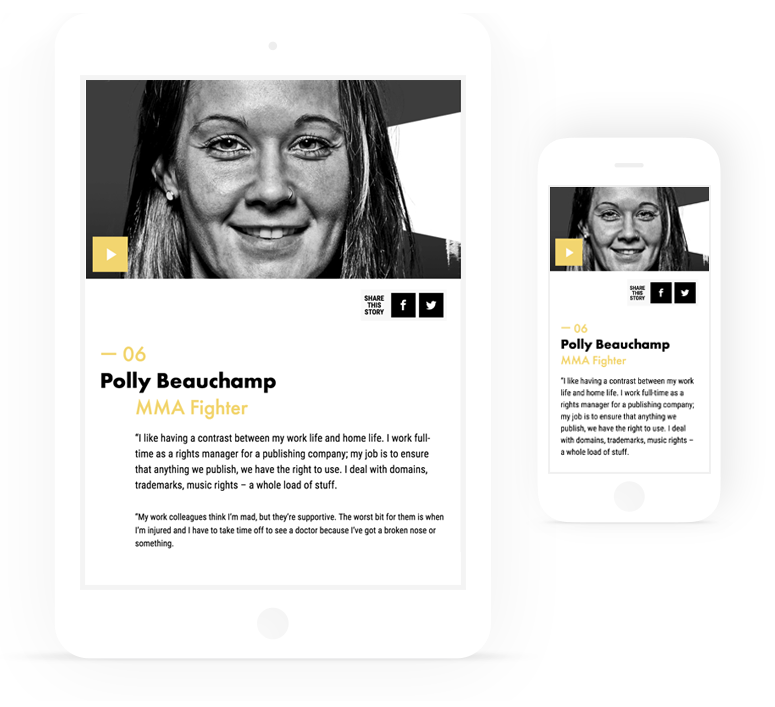 SHARE
THIS
STORY
— 06
Polly Beauchamp
MMA Fighter
"I like having a contrast between my work life and home life. I work full-
time as a rights manager for a publishing company; my job is to ensure
that anything we publish, we have the right to use. I deal with domains,
trademarks, music rights – a whole load of stuff.
"My work colleagues think I'm mad, but they're supportive. The worst bit for them is when
I'm injured and I have to take time off to see a doctor because I've got a broken nose or
something.
SHARE
THIS
STORY
— 06
Polly Beauchamp
MMA Fighter
"I like having a contrast between my work
life and home life. I work full-time as a
rights manager for a publishing company;
my job is to ensure that anything we
publish, we have the right to use. I deal
with domains, trademarks, music rights –
a whole load of stuff.